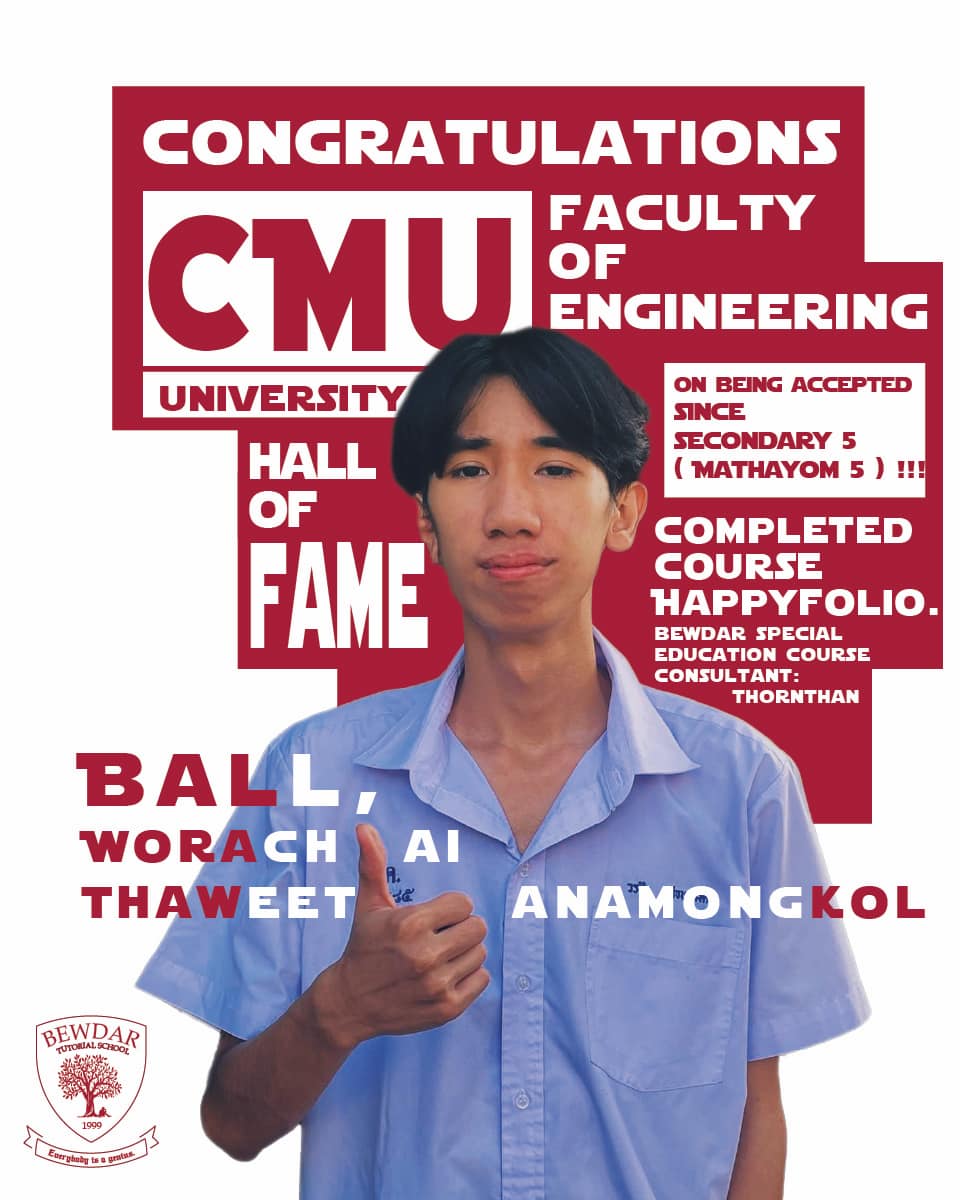 CONGRATULATIONS
CMU
UNIVERSITY
FACULTY
OF
ENGINEERING
ON BEING ACCEPTED
SINCE
SECONDARY 5
( MATHAYOM 5 ) !!!
HALL
OF
FAME
COMPLETED
COURSE
HAPPYFOLIO.
BEWDAR SPECIAL
EDUCATION COURSE
CONSULTANT:
THORNTHAN
BALL,
WORACH AI
THAWEET ANAMONGKOL
BEWDAR
TUTORIAL SCHOOL
1999
Everybody is a genius.